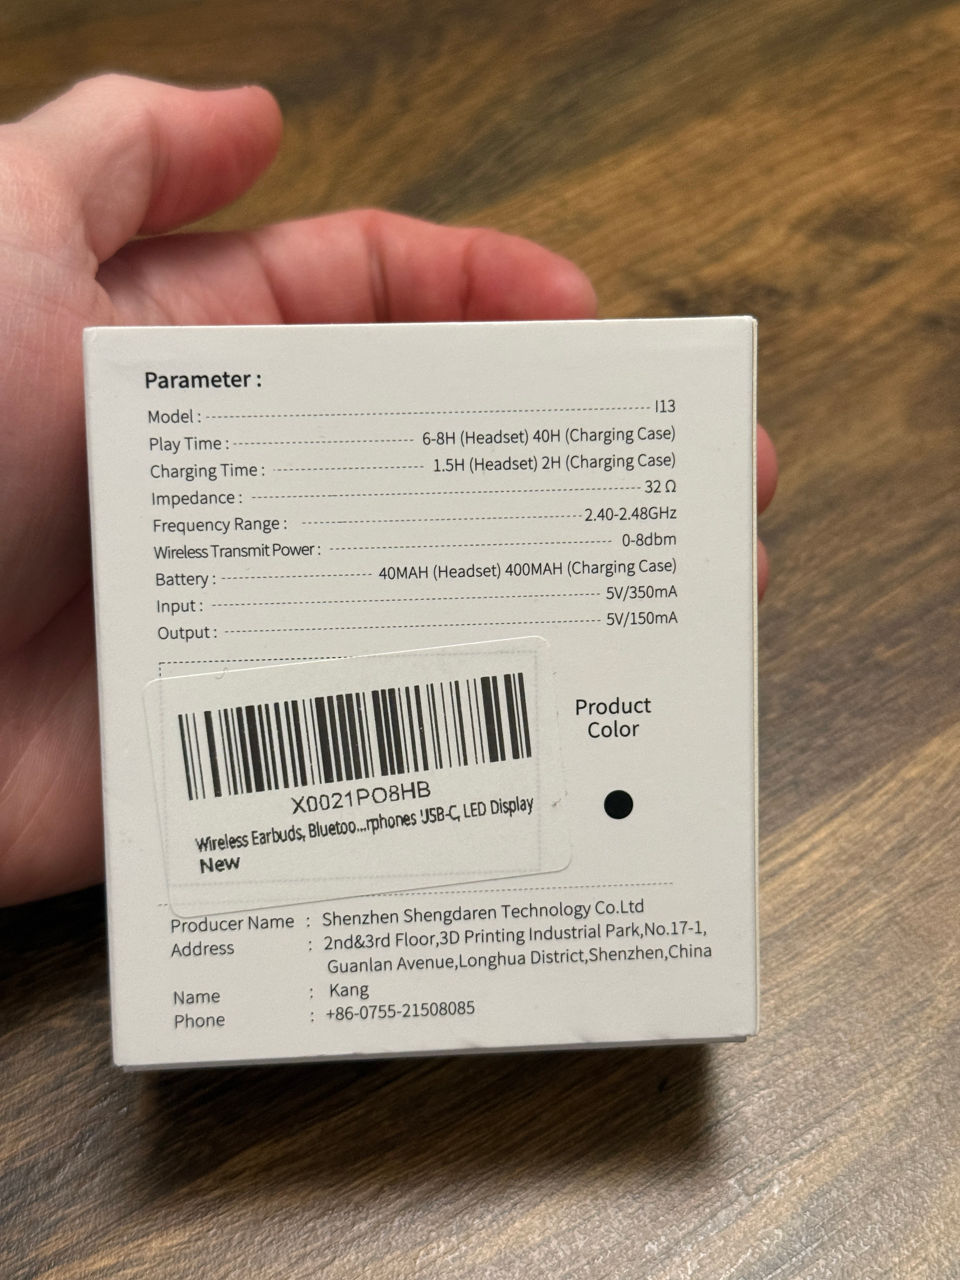 Parameter :
Model : I13
Play Time : 6-8H (Headset) 40H (Charging Case)
Charging Time : 1.5H (Headset) 2H (Charging Case)
Impedance : 32 Ω
Frequency Range : 2.40-2.48GHz
Wireless Transmit Power : 0-8dbm
Battery : 40MAH (Headset) 400MAH (Charging Case)
Input : 5V/350mA
Output : 5V/150mA
X0021PO8HB
Wireless Earbuds, Bluetoo...rphones USB-C, LED Display
New
Product
Color
Producer Name : Shenzhen Shengdaren Technology Co.Ltd
Address : 2nd&3rd Floor,3D Printing Industrial Park,No.17-1,
Guanlan Avenue,Longhua District,Shenzhen,China
Name : Kang
Phone : +86-0755-21508085